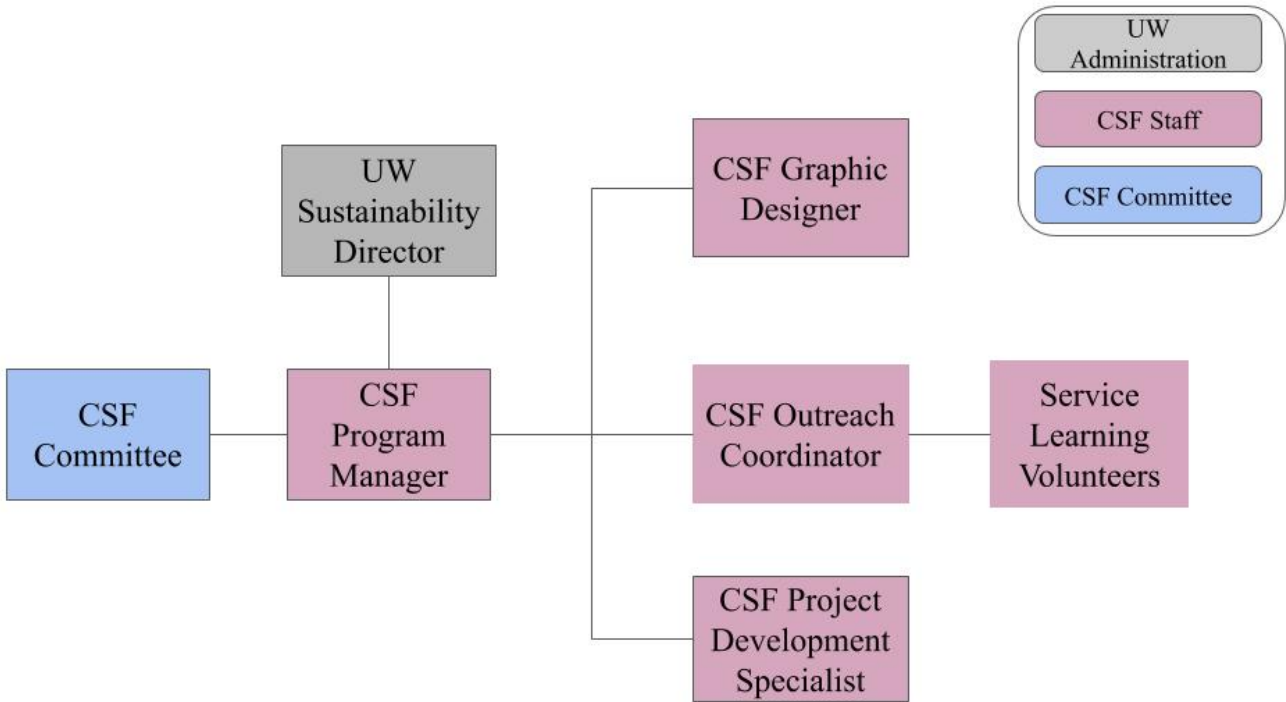 UW
Administration
CSF Staff
CSF Committee
UW
Sustainability
Director
CSF Graphic
Designer
CSF
Committee
CSF
Program
Manager
CSF Outreach
Coordinator
Service
Learning
Volunteers
CSF Project
Development
Specialist